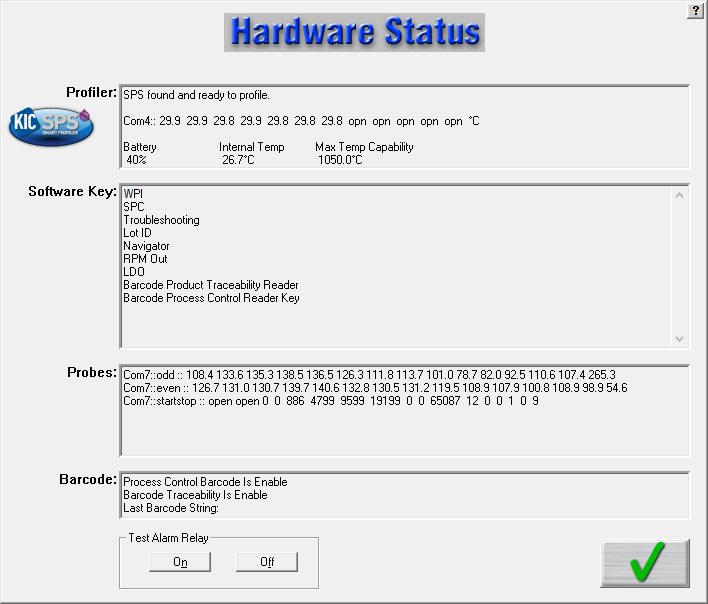 ?
Hardware Status
Profiler:
SPS found and ready to profile.
Com4:: 29.9 29.9 29.8 29.9 29.8 29.8 29.8 opn opn opn opn opn °C
Battery Internal Temp Max Temp Capability
40% 26.7°C 1050.0°C
KIC SPS
SMART PROFILER
Software Key:
WPI
SPC
Troubleshooting
Lot ID
Navigator
RPM Out
LDO
Barcode Product Traceability Reader
Barcode Process Control Reader Key
Probes:
Com7::odd :: 108.4 133.6 135.3 138.5 136.5 126.3 111.8 113.7 101.0 78.7 82.0 92.5 110.6 107.4 265.3
Com7::even :: 126.7 131.0 130.7 139.7 140.6 132.8 130.5 131.2 119.5 108.9 107.9 100.8 108.9 98.9 54.6
Com7::startstop :: open open 0 0 886 4799 9599 19199 0 0 65087 12 0 0 1 0 9
Barcode:
Process Control Barcode Is Enable
Barcode Traceability Is Enable
Last Barcode String:
Test Alarm Relay
On Off